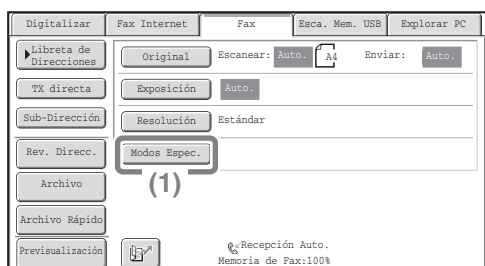 Digitalizar Fax Internet Fax Esca. Mem. USB Explorar PC
Libreta de
Direcciones
Original Escanear: Auto. A4 Enviar: Auto.
TX directa Exposición Auto.
Sub-Dirección Resolución Estándar
Rev. Direcc. Modos Espec.
(1)
Archivo
Archivo Rápido
Previsualización
Recepción Auto.
Memoria de Fax:100%